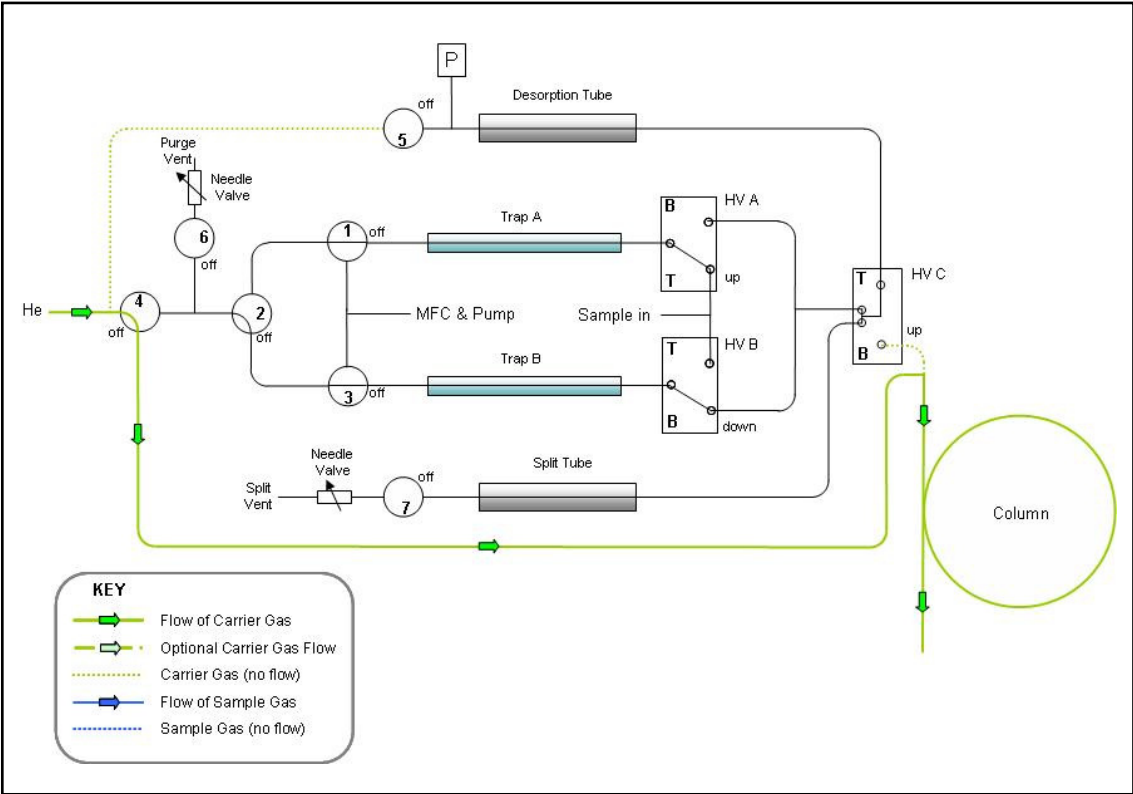 P
off
Desorption Tube
5
Purge
Vent
Needle
Valve
B
HV A
Trap A
1
off
6
off
T
up
T
HV C
He
4
off
2
off
MFC & Pump
Sample in
up
T
HV B
B
Trap B
3
off
B
down
Needle
Valve
off
Split Tube
Split
Vent
7
Column
KEY
Flow of Carrier Gas
Optional Carrier Gas Flow
Carrier Gas (no flow)
Flow of Sample Gas
Sample Gas (no flow)